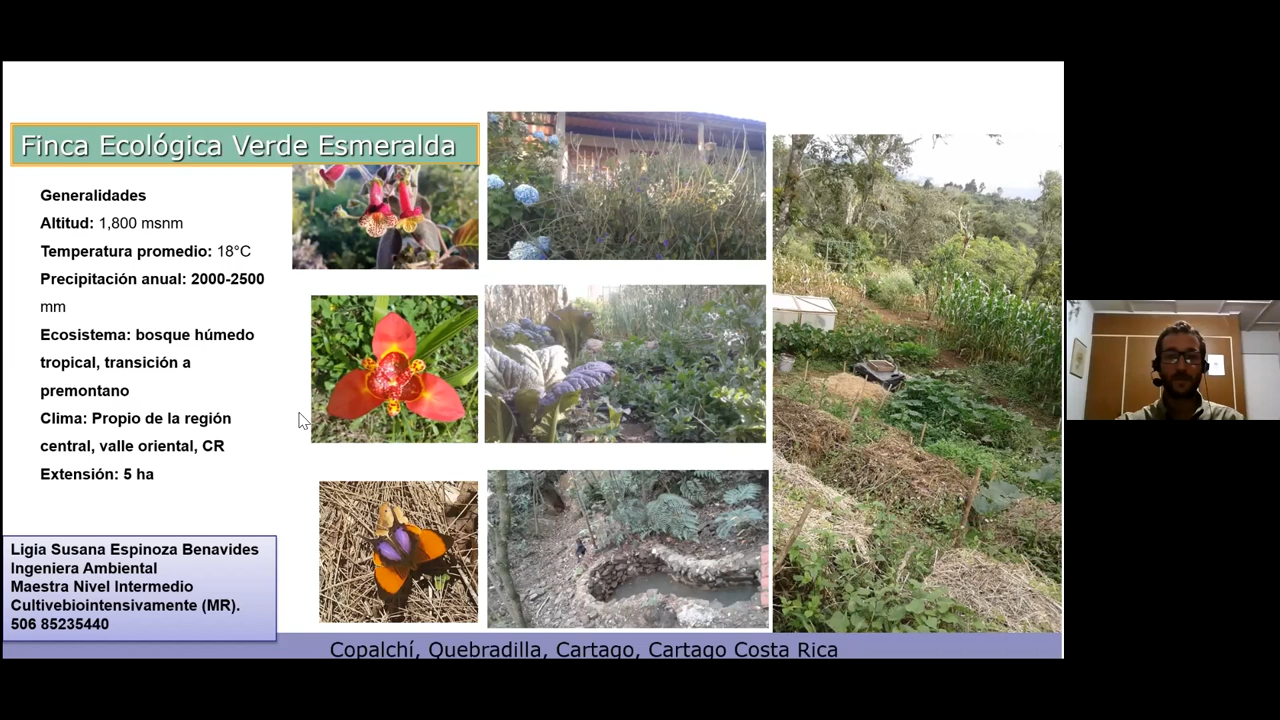 Finca Ecológica Verde Esmeralda
Generalidades
Altitud: 1,800 msnm
Temperatura promedio: 18°C
Precipitación anual: 2000-2500
mm
Ecosistema: bosque húmedo
tropical, transición a
premontano
Clima: Propio de la región
central, valle oriental, CR
Extensión: 5 ha
Ligia Susana Espinoza Benavides
Ingeniera Ambiental
Maestra Nivel Intermedio
Cultivebiointensivamente (MR).
506 85235440
Copalchí, Quebradilla, Cartago, Cartago Costa Rica